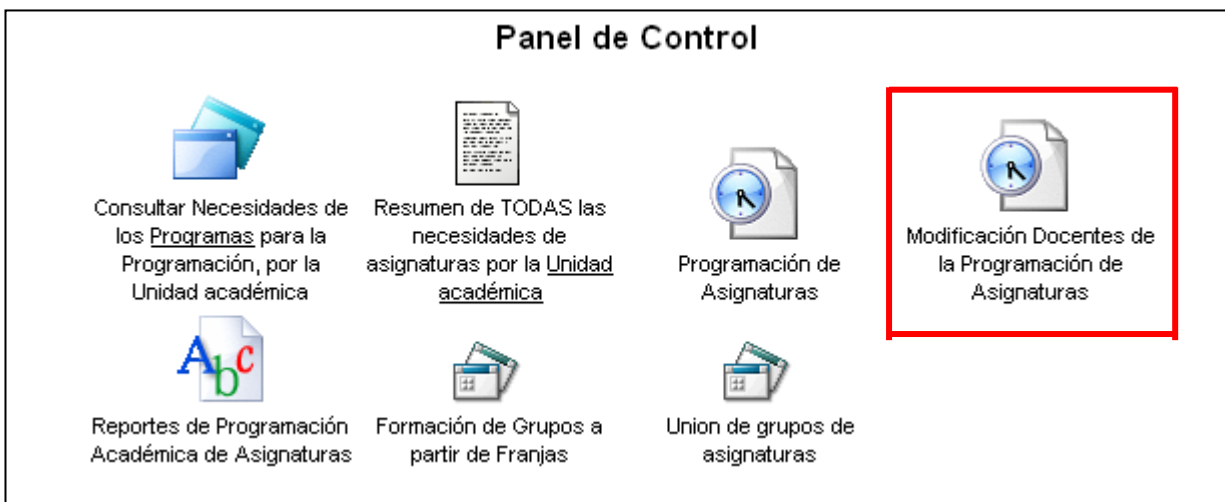 Panel de Control
Consultar Necesidades de
los Programas para la
Programación, por la
Unidad académica
Resumen de TODAS las
necesidades de
asignaturas por la Unidad
académica
Programación de
Asignaturas
Modificación Docentes de
la Programación de
Asignaturas
Abc
Reportes de Programación
Académica de Asignaturas
Formación de Grupos a
partir de Franjas
Union de grupos de
asignaturas